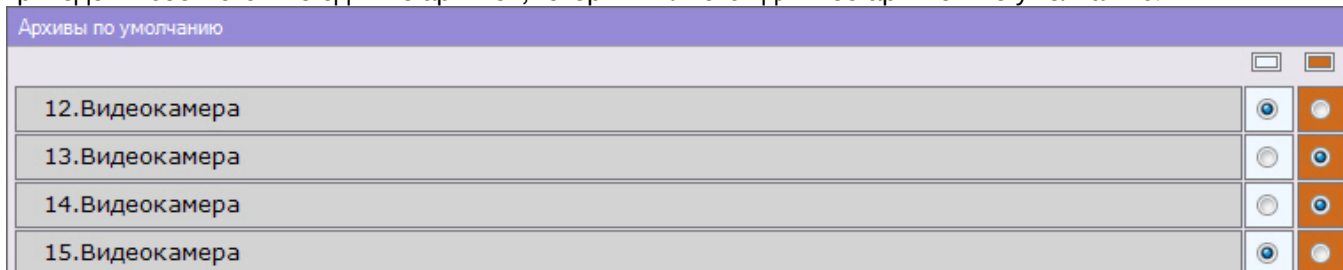 Архивы по умолчанию
12.Видеокамера
13.Видеокамера
14.Видеокамера
15.Видеокамера